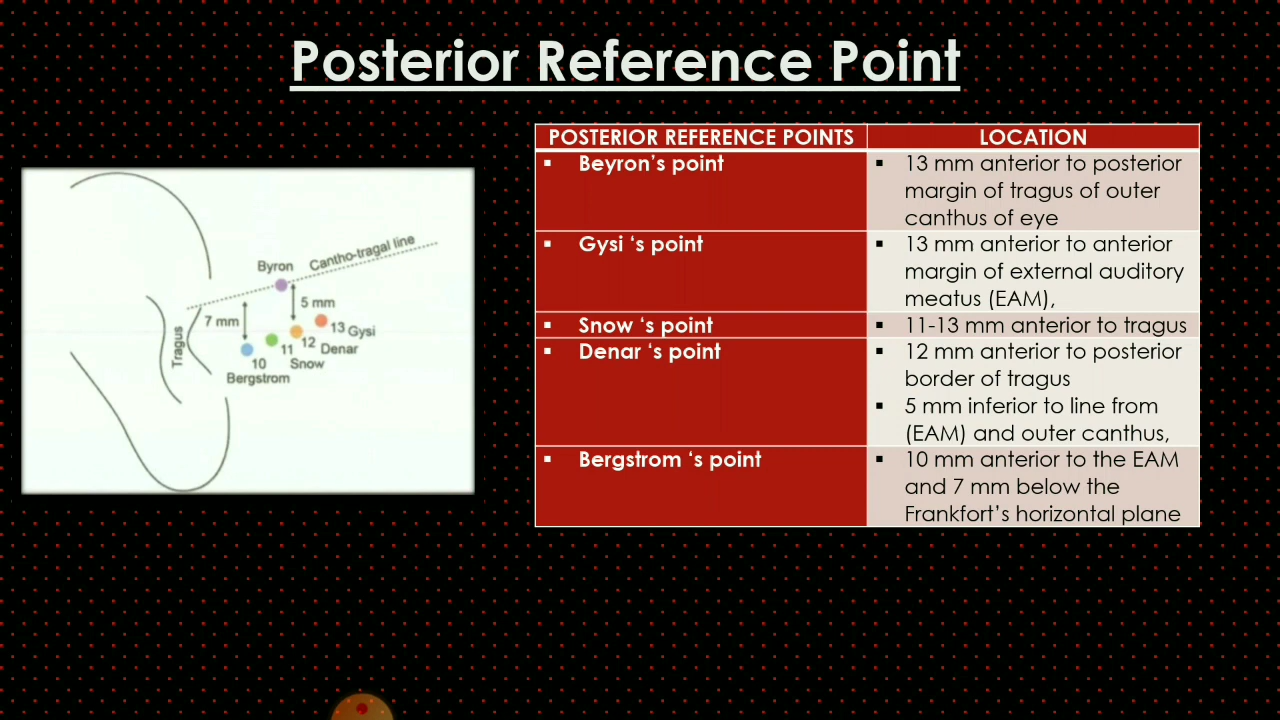 Posterior Reference Point
Byron
Cantho-tragal line
5 mm
7 mm
Tragus
13 Gysi
12 Denar
11 Snow
10
Bergstrom
POSTERIOR REFERENCE POINTS
LOCATION
▪ Beyron’s point
▪ 13 mm anterior to posterior
margin of tragus of outer
canthus of eye
▪ Gysi ‘s point
▪ 13 mm anterior to anterior
margin of external auditory
meatus (EAM),
▪ Snow ‘s point
▪ 11-13 mm anterior to tragus
▪ Denar ‘s point
▪ 12 mm anterior to posterior
border of tragus
▪ 5 mm inferior to line from
(EAM) and outer canthus,
▪ Bergstrom ‘s point
▪ 10 mm anterior to the EAM
and 7 mm below the
Frankfort’s horizontal plane